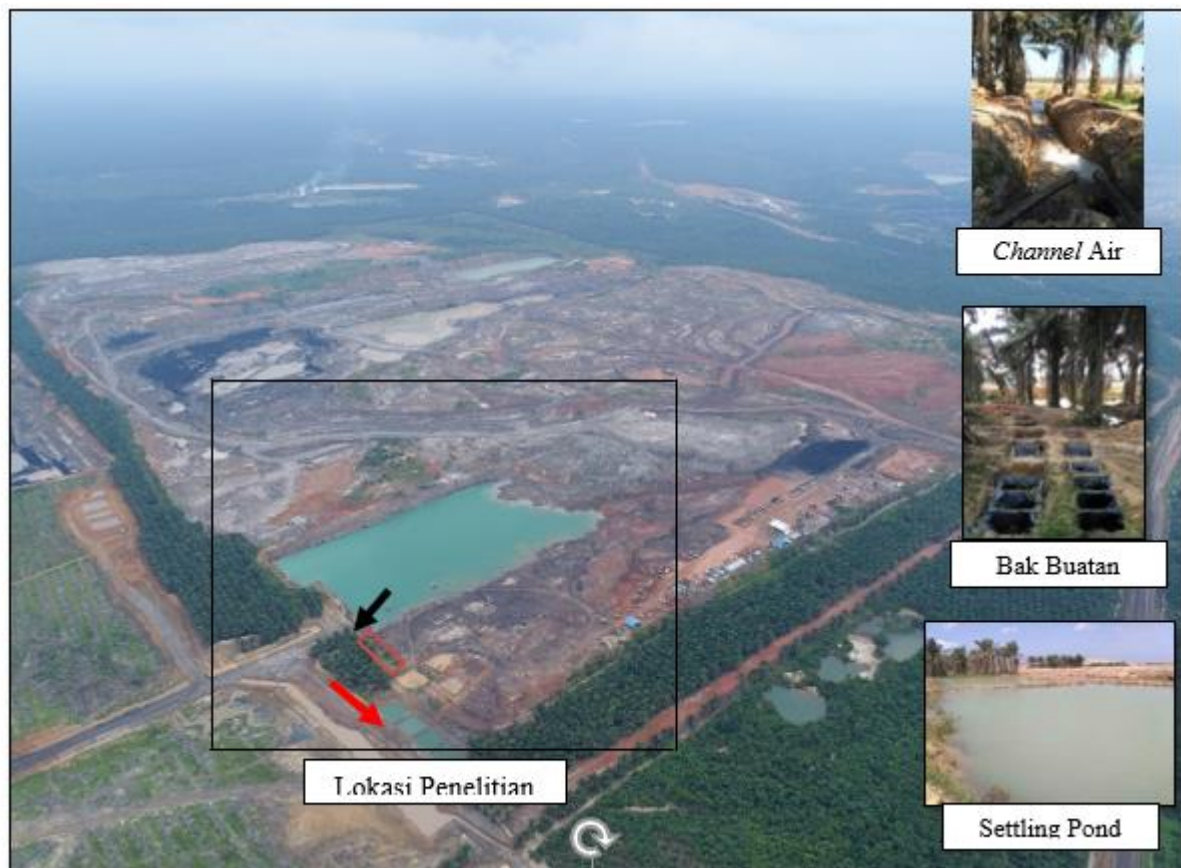 Channel Air
Bak Buatan
Lokasi Penelitian
Settling Pond